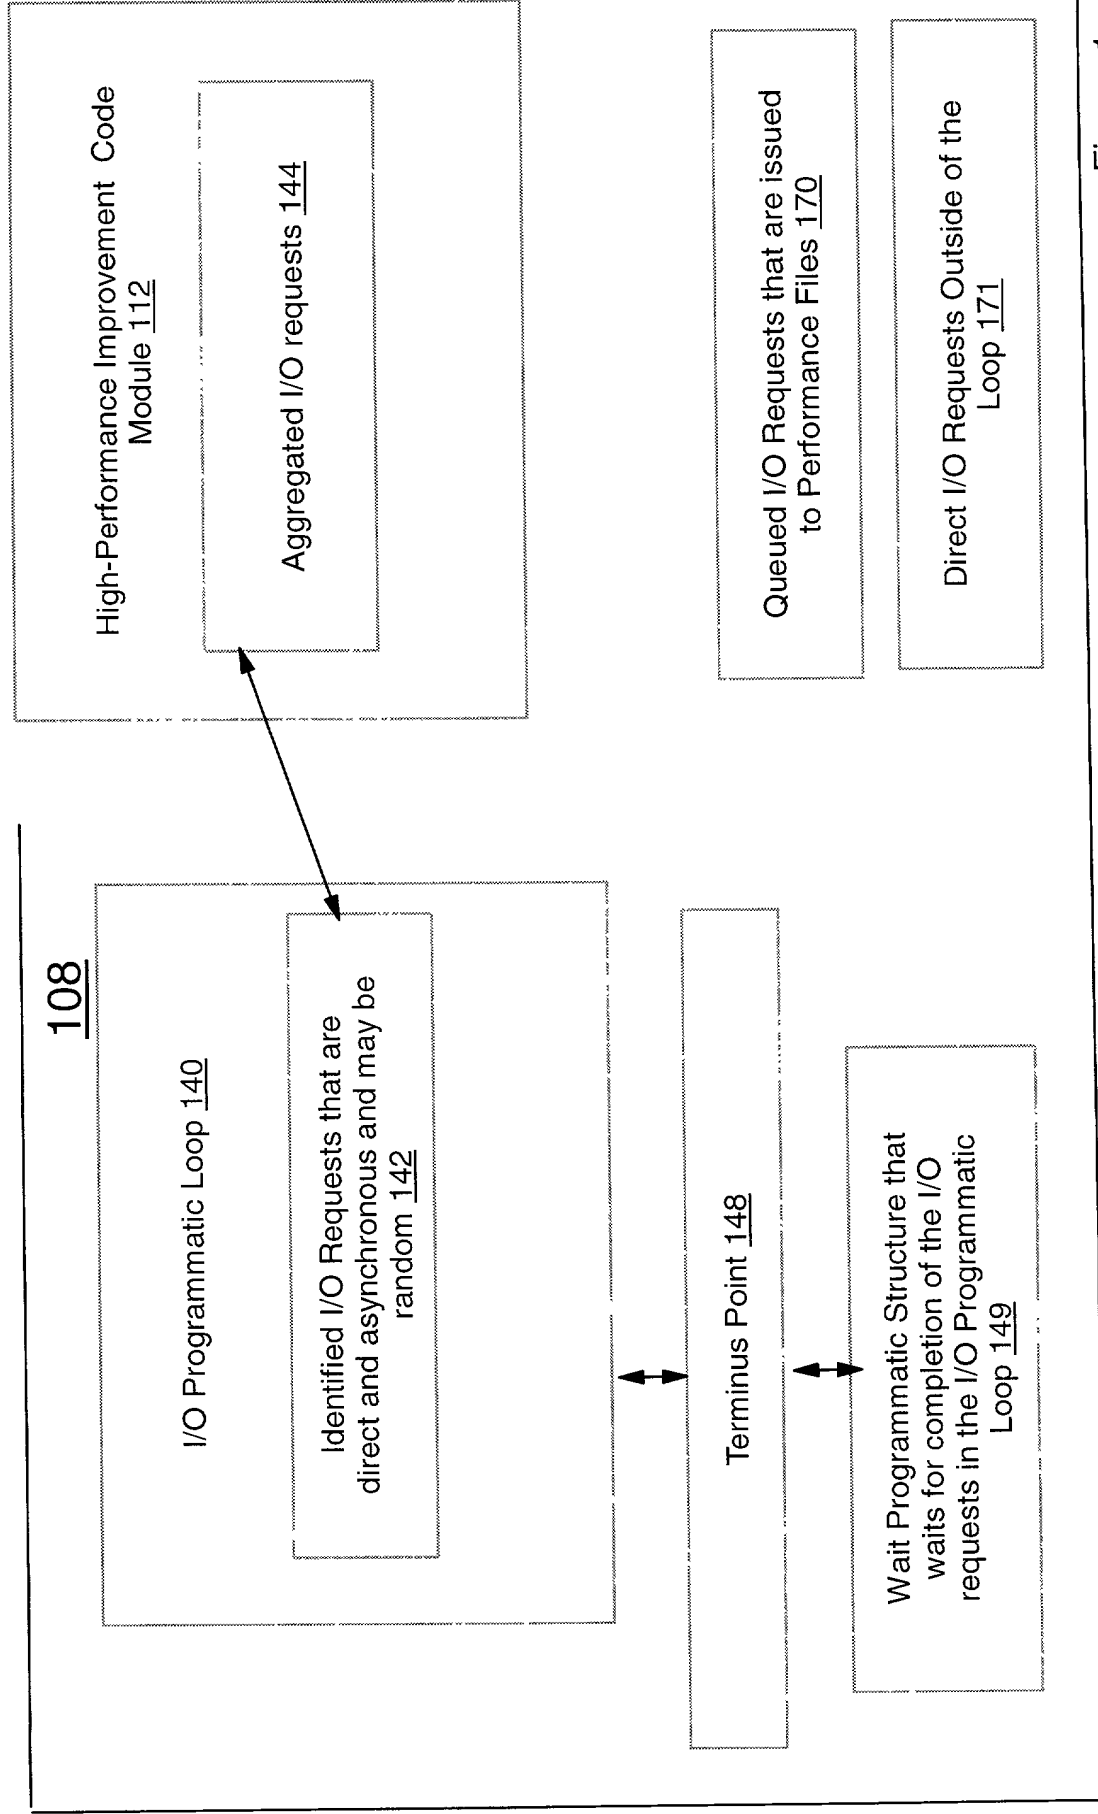 108
I/O Programmatic Loop 140
Identified I/O Requests that are
direct and asynchronous and may be
random 142
Terminus Point 148
Wait Programmatic Structure that
waits for completion of the I/O
requests in the I/O Programmatic
Loop 149
High-Performance Improvement Code
Module 112
Aggregated I/O requests 144
Queued I/O Requests that are issued
to Performance Files 170
Direct I/O Requests Outside of the
Loop 171